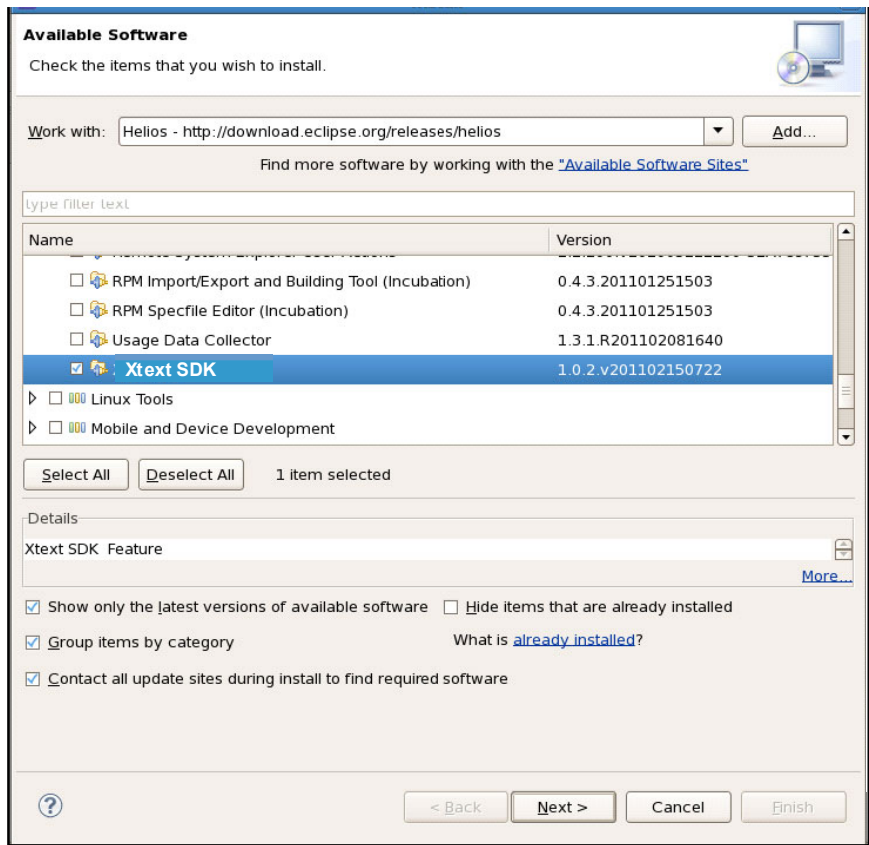 Available Software
Check the items that you wish to install.
Work with: Helios - http://download.eclipse.org/releases/helios Add...
Find more software by working with the "Available Software Sites"
type filter text
Name Version
RPM Import/Export and Building Tool (Incubation) 0.4.3.201101251503
RPM Specfile Editor (Incubation) 0.4.3.201101251503
Usage Data Collector 1.3.1.R201102081640
Xtext SDK 1.0.2.v201102150722
Linux Tools
Mobile and Device Development
Select All Deselect All 1 item selected
Details
Xtext SDK Feature
More...
Show only the latest versions of available software Hide items that are already installed
Group items by category What is already installed?
Contact all update sites during install to find required software
< Back Next > Cancel Finish